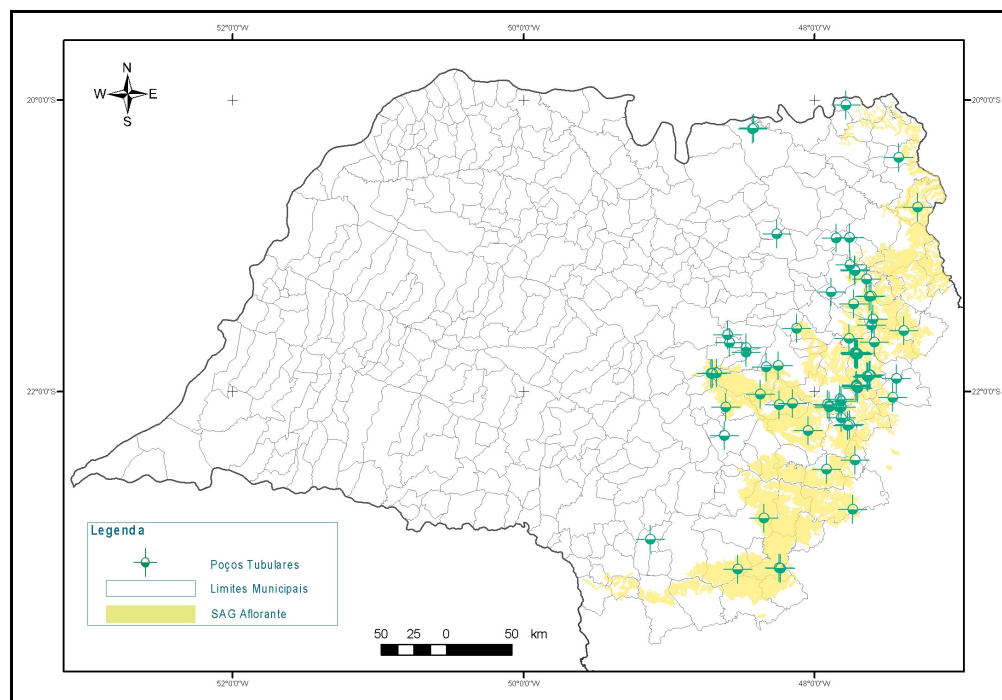 52°0'0"W 50°0'0"W 48°0'0"W
N
W E
S
20°0'0"S 20°0'0"S
22°0'0"S 22°0'0"S
Legenda
Poços Tubulares
Limites Municipais
SAG Aflorante
50 25 0 50 km
52°0'0"W 50°0'0"W 48°0'0"W